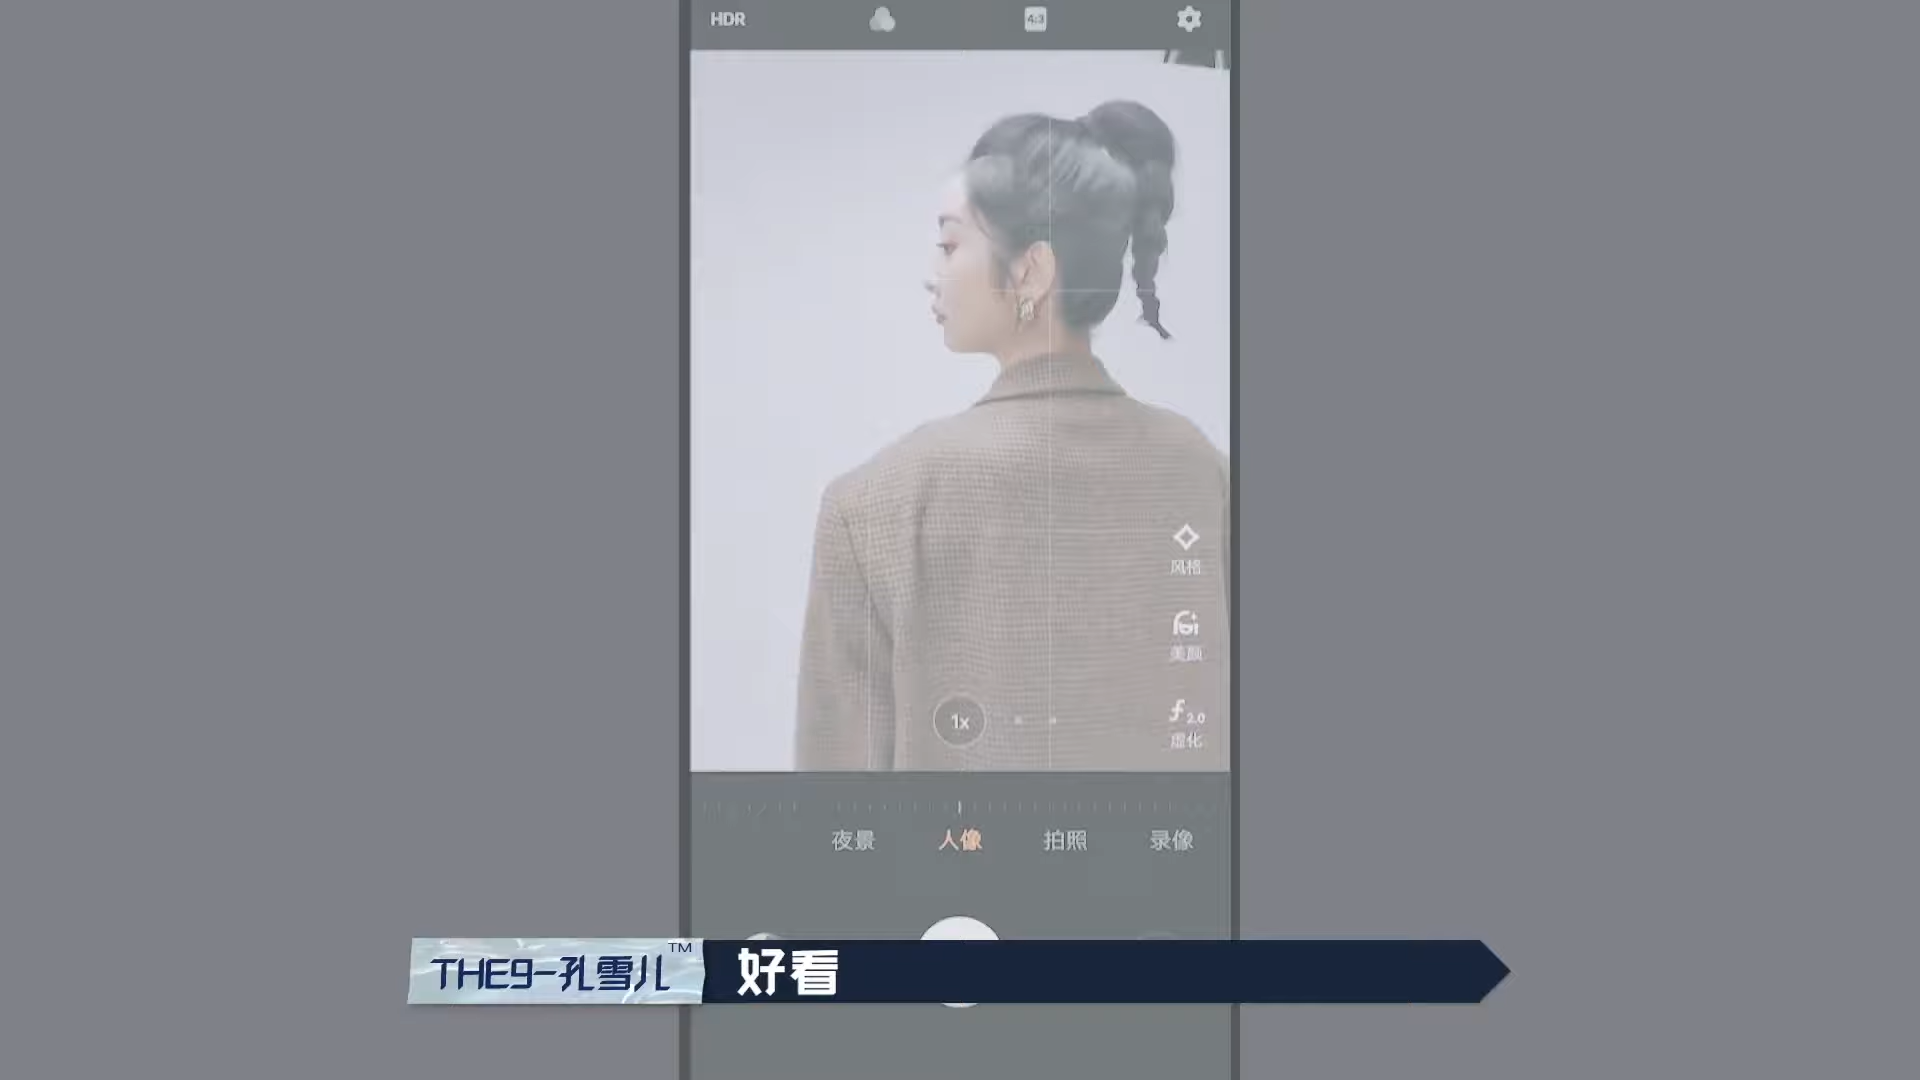 HDR
4:3
风格
美颜
f 2.0
虚化
1x
夜景 人像 拍照 录像
THE9-孔雪儿™ 好看